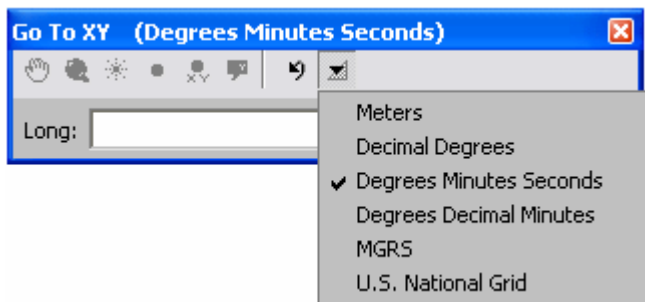 Go To XY (Degrees Minutes Seconds)
Long:
Meters
Decimal Degrees
Degrees Minutes Seconds
Degrees Decimal Minutes
MGRS
U.S. National Grid